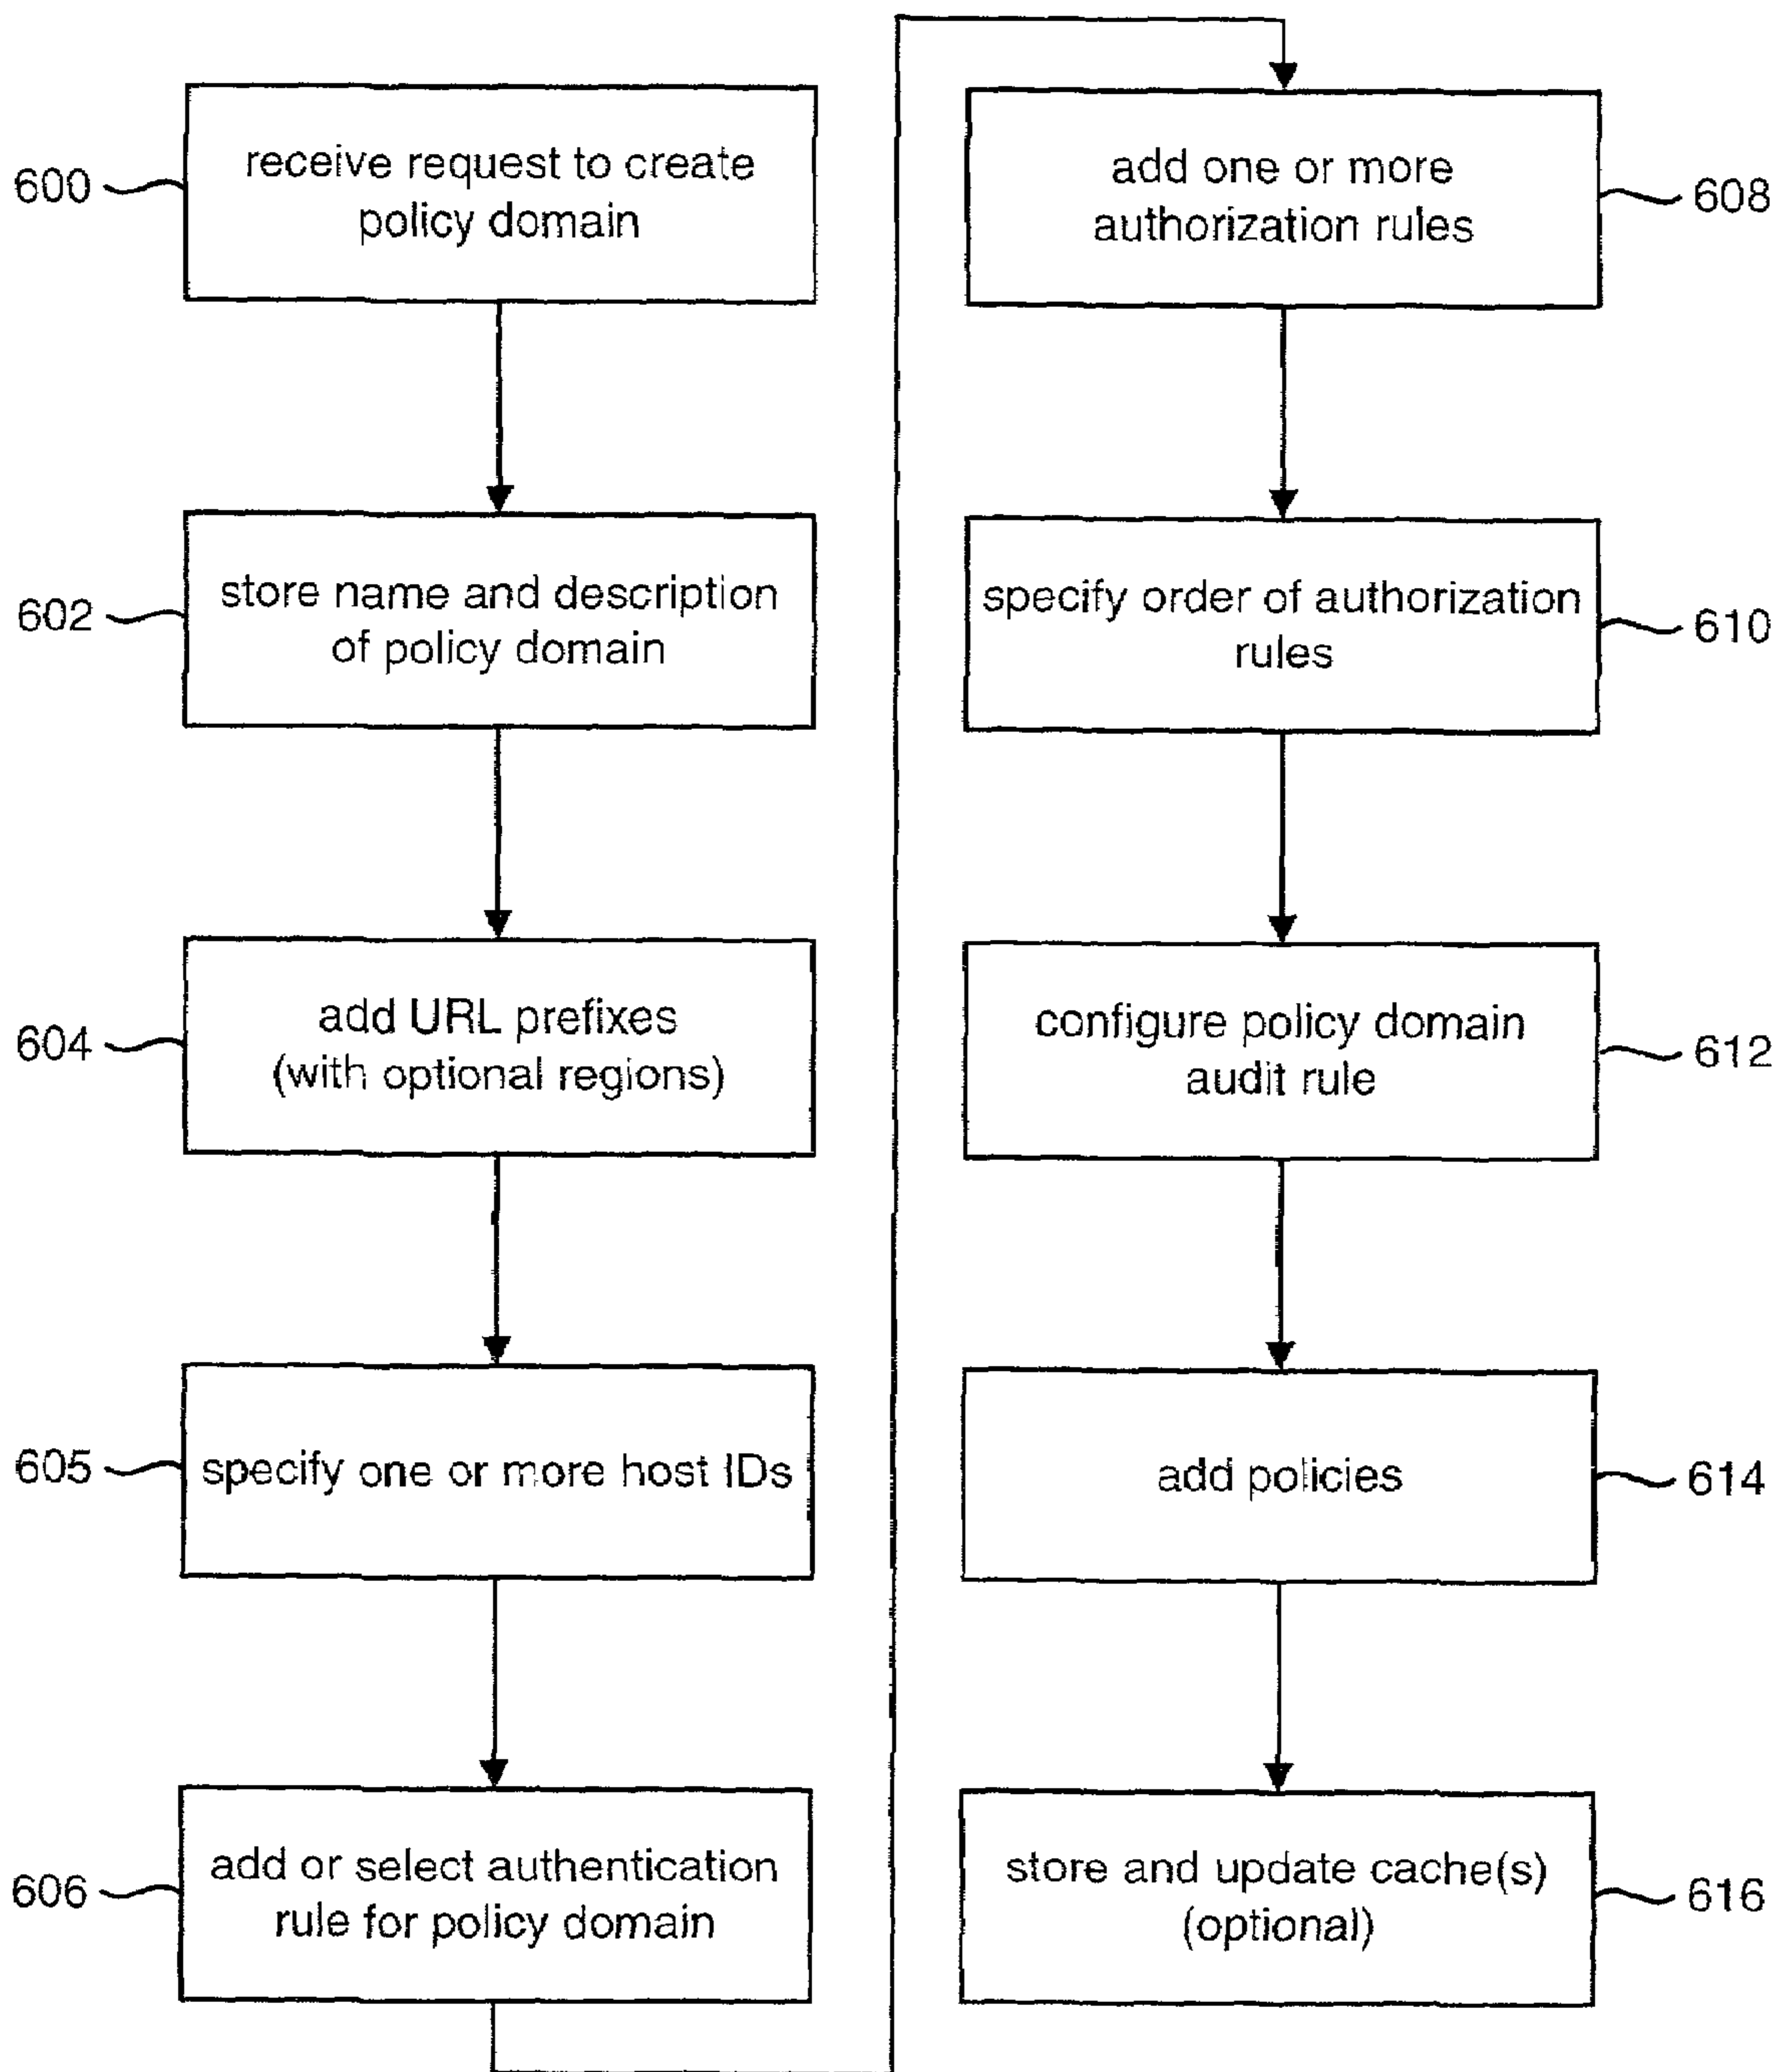 600
receive request to create
policy domain
602
store name and description
of policy domain
604
add URL prefixes
(with optional regions)
605
specify one or more host IDs
606
add or select authentication
rule for policy domain
add one or more
authorization rules
608
specify order of authorization
rules
610
configure policy domain
audit rule
612
add policies
614
store and update cache(s)
(optional)
616